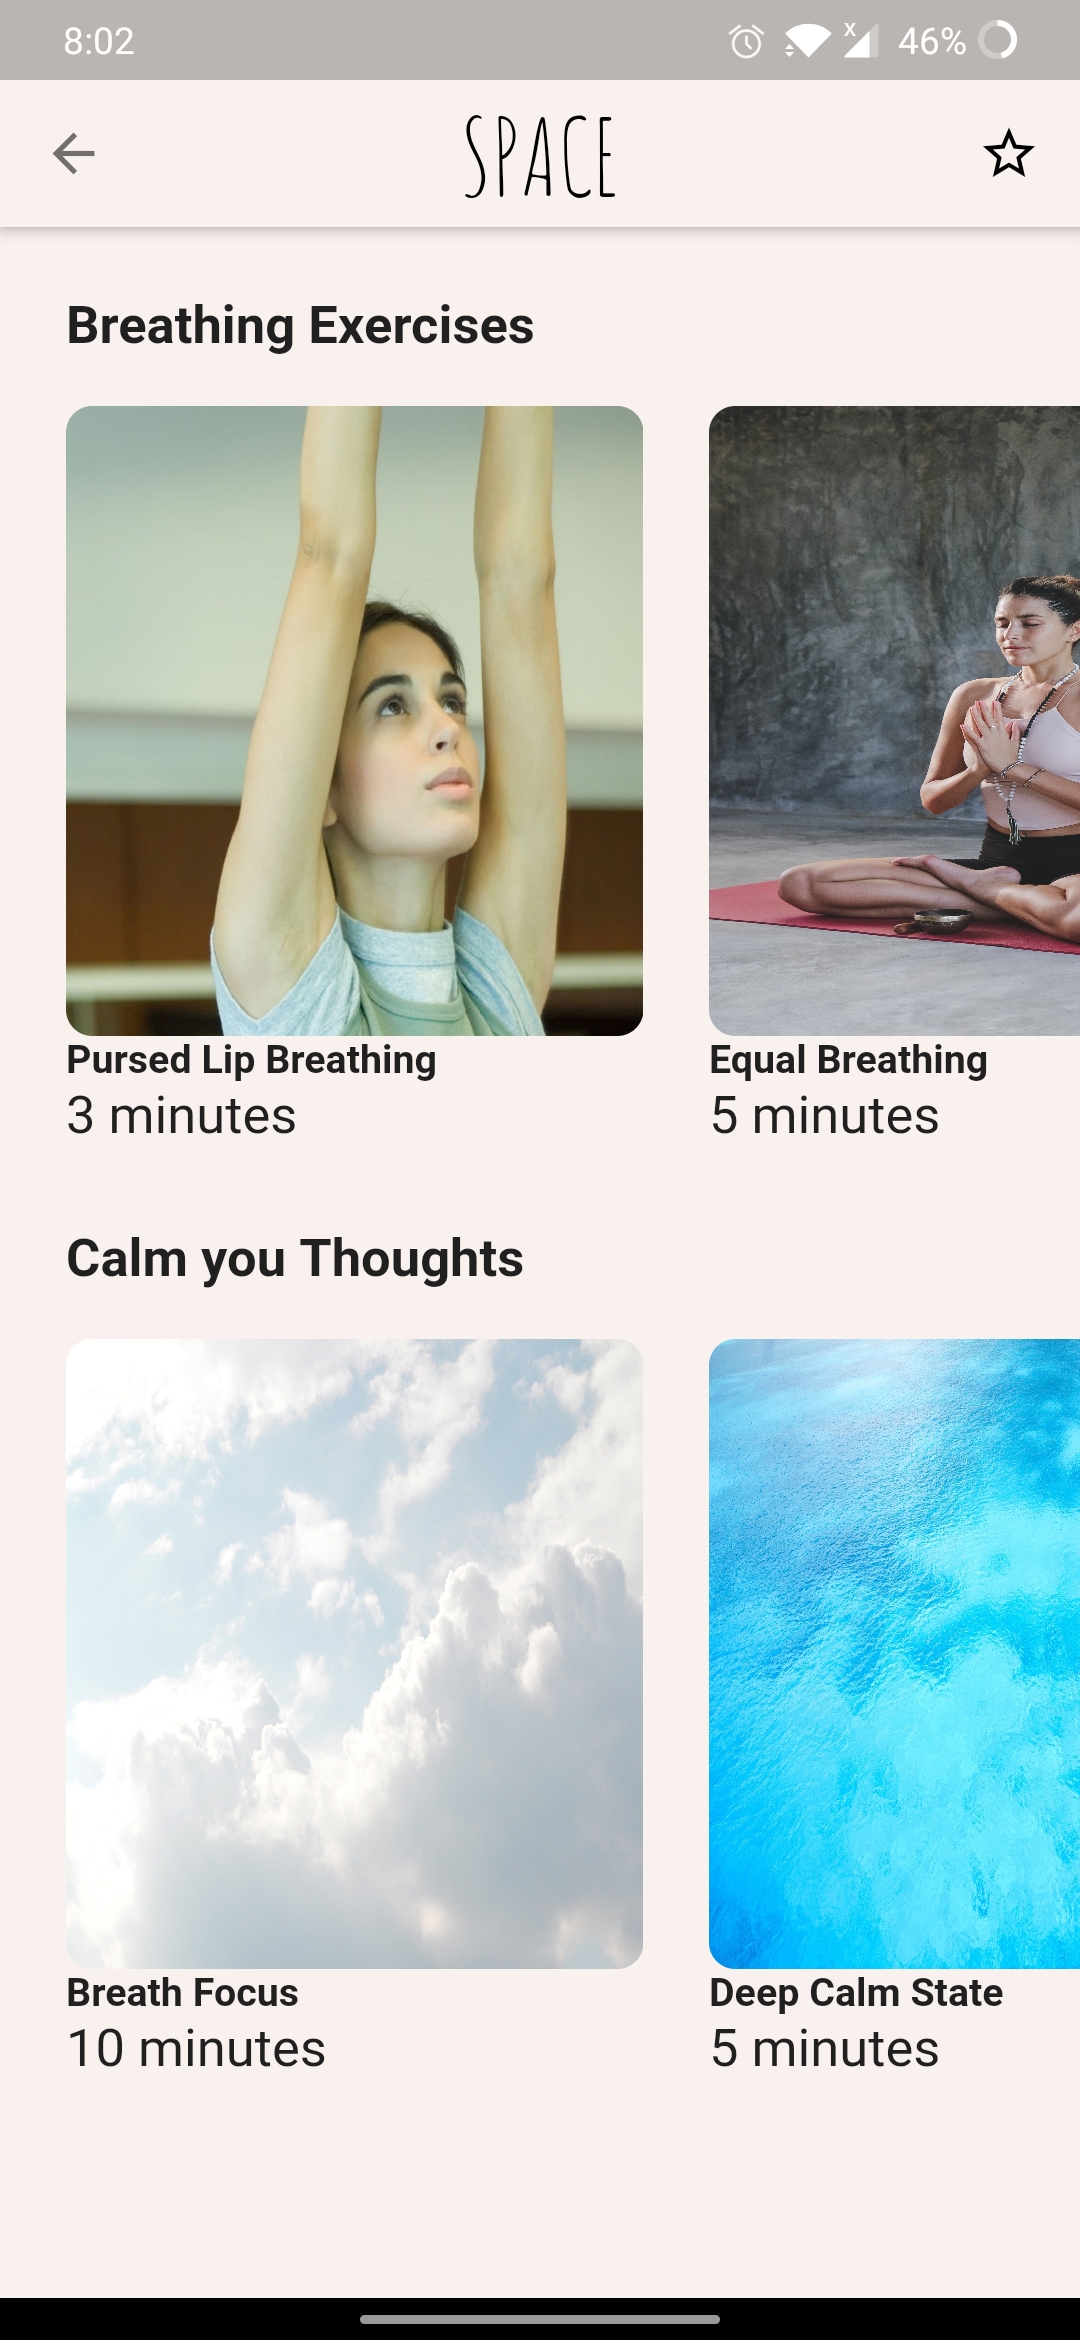 8:02
X
46%
SPACE
Breathing Exercises
Pursed Lip Breathing
3 minutes
Equal Breathing
5 minutes
Calm you Thoughts
Breath Focus
10 minutes
Deep Calm State
5 minutes